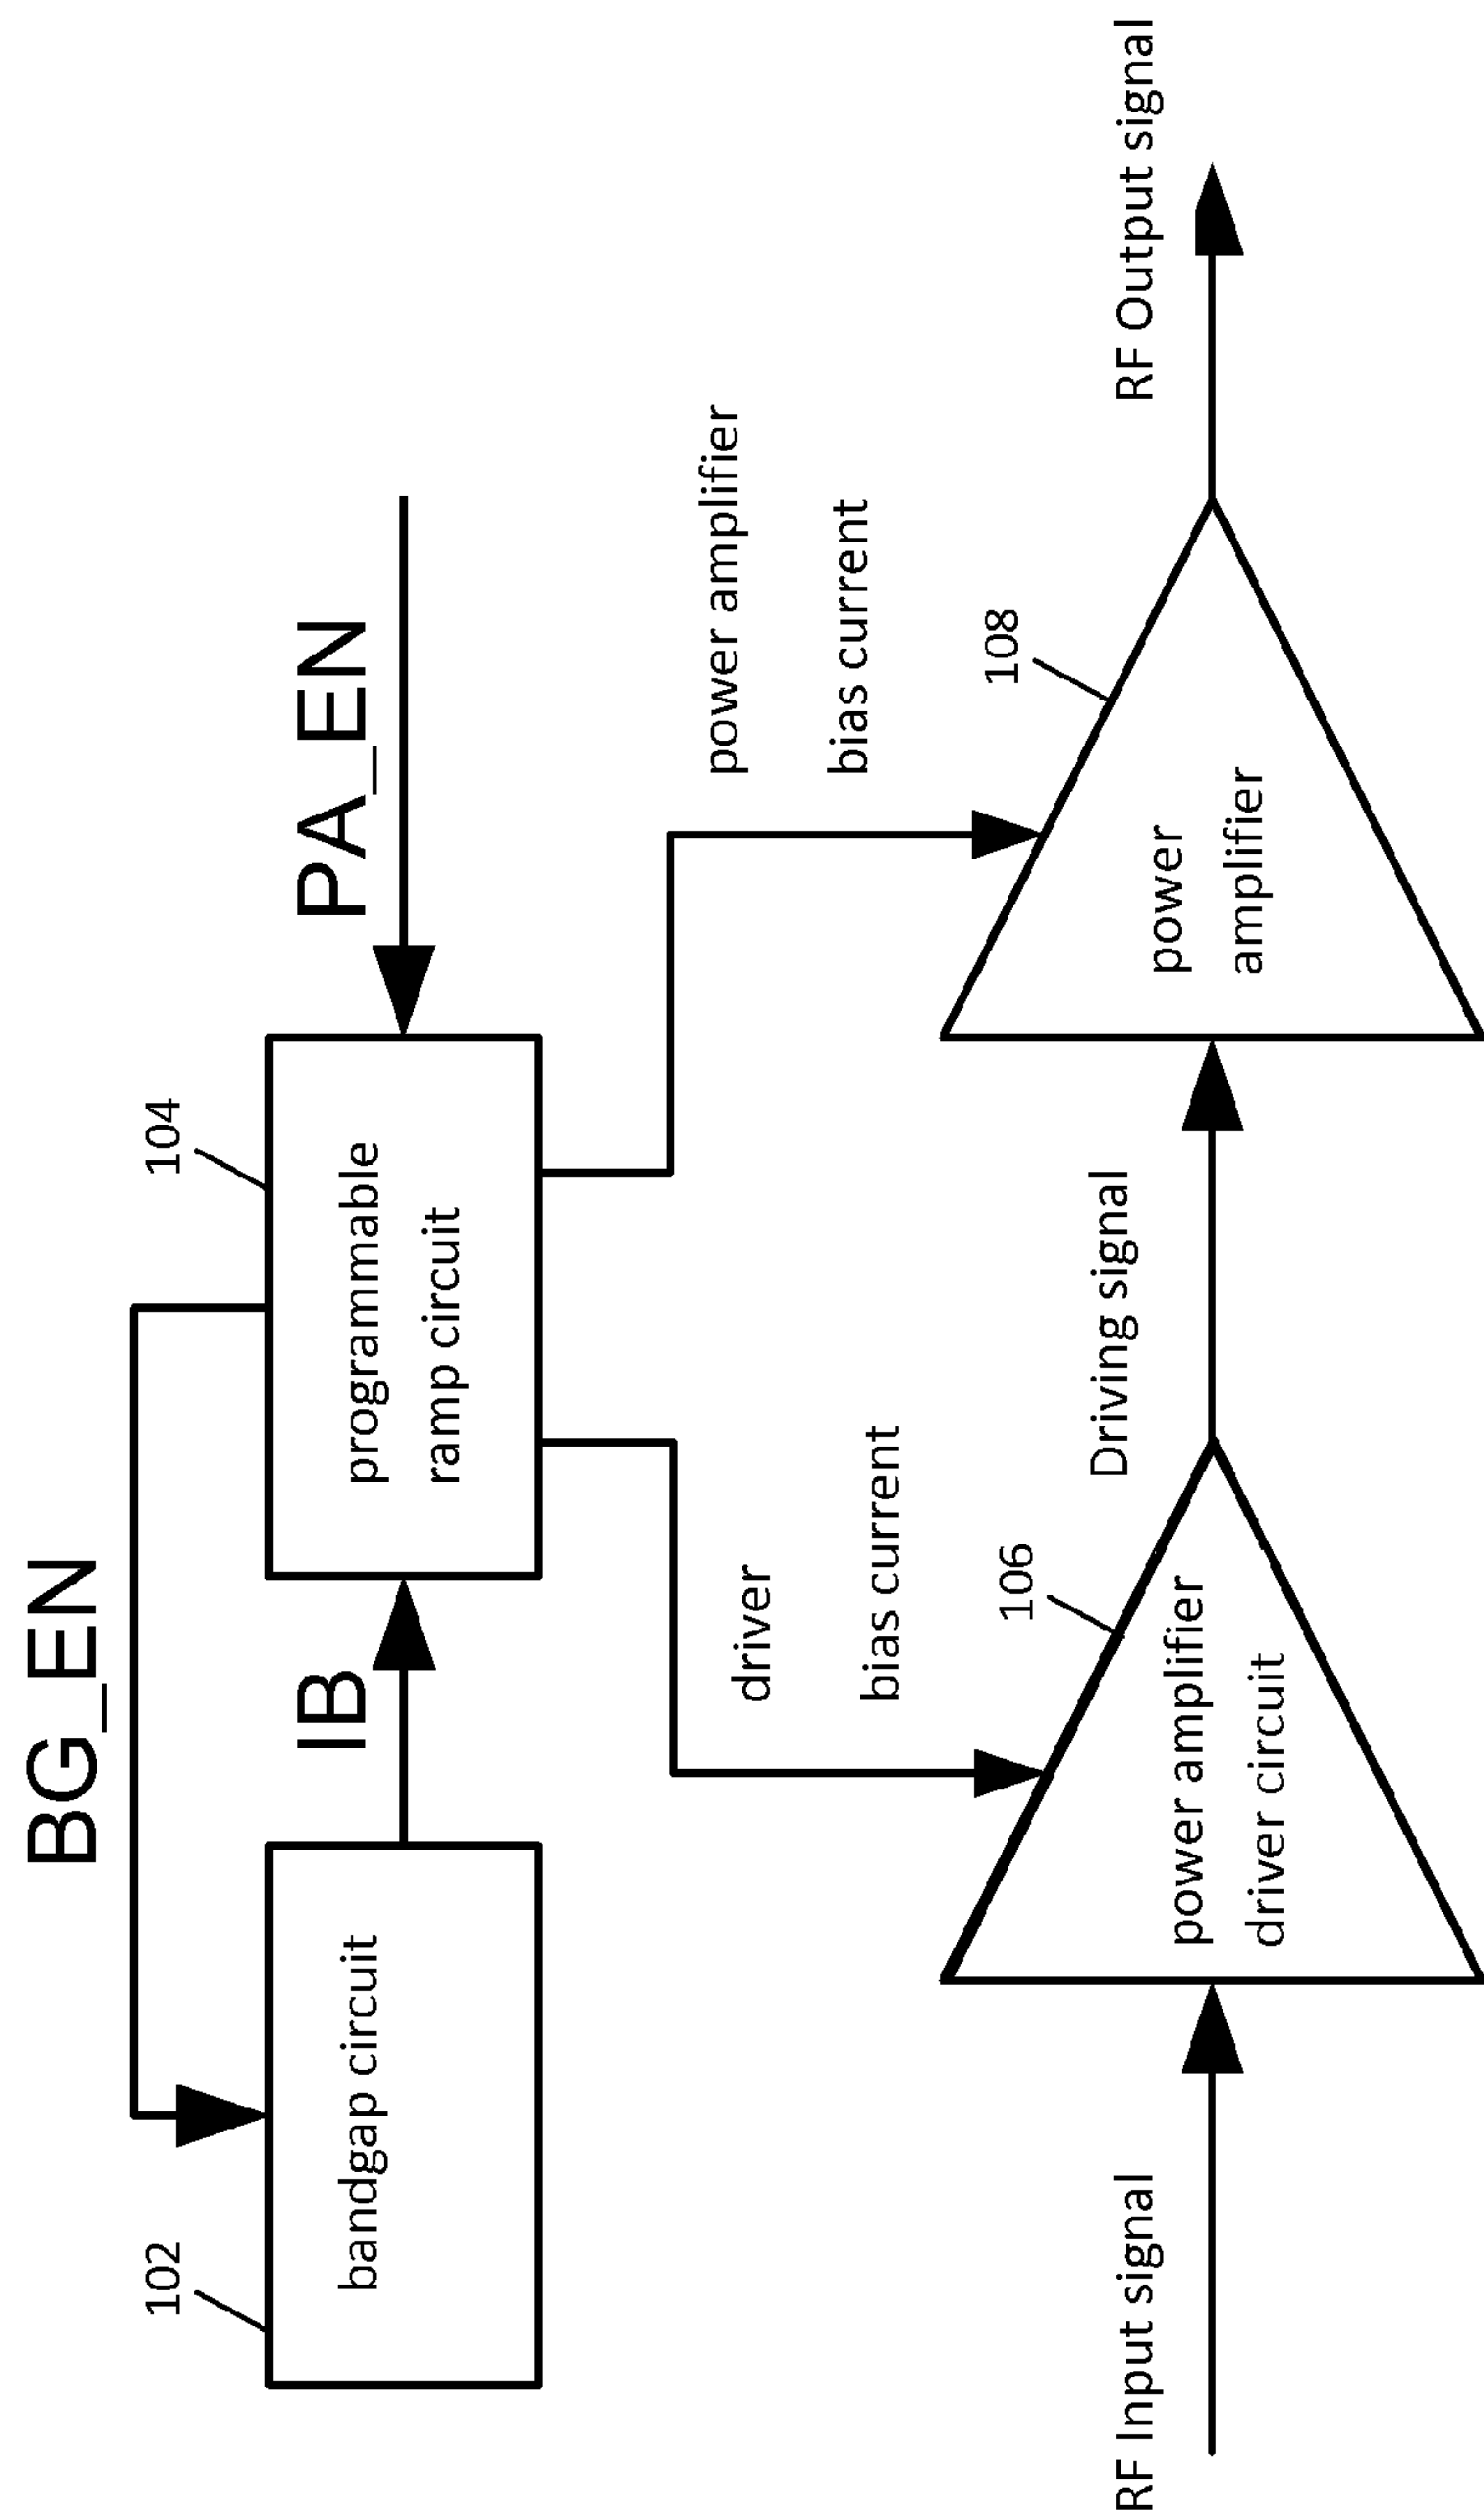 BG_EN
102
104
bandgap circuit
IB
programmable
ramp circuit
PA_EN
driver
bias current
power amplifier
bias current
106
108
RF Input signal
power amplifier
driver circuit
Driving signal
power
amplifier
RF Output signal